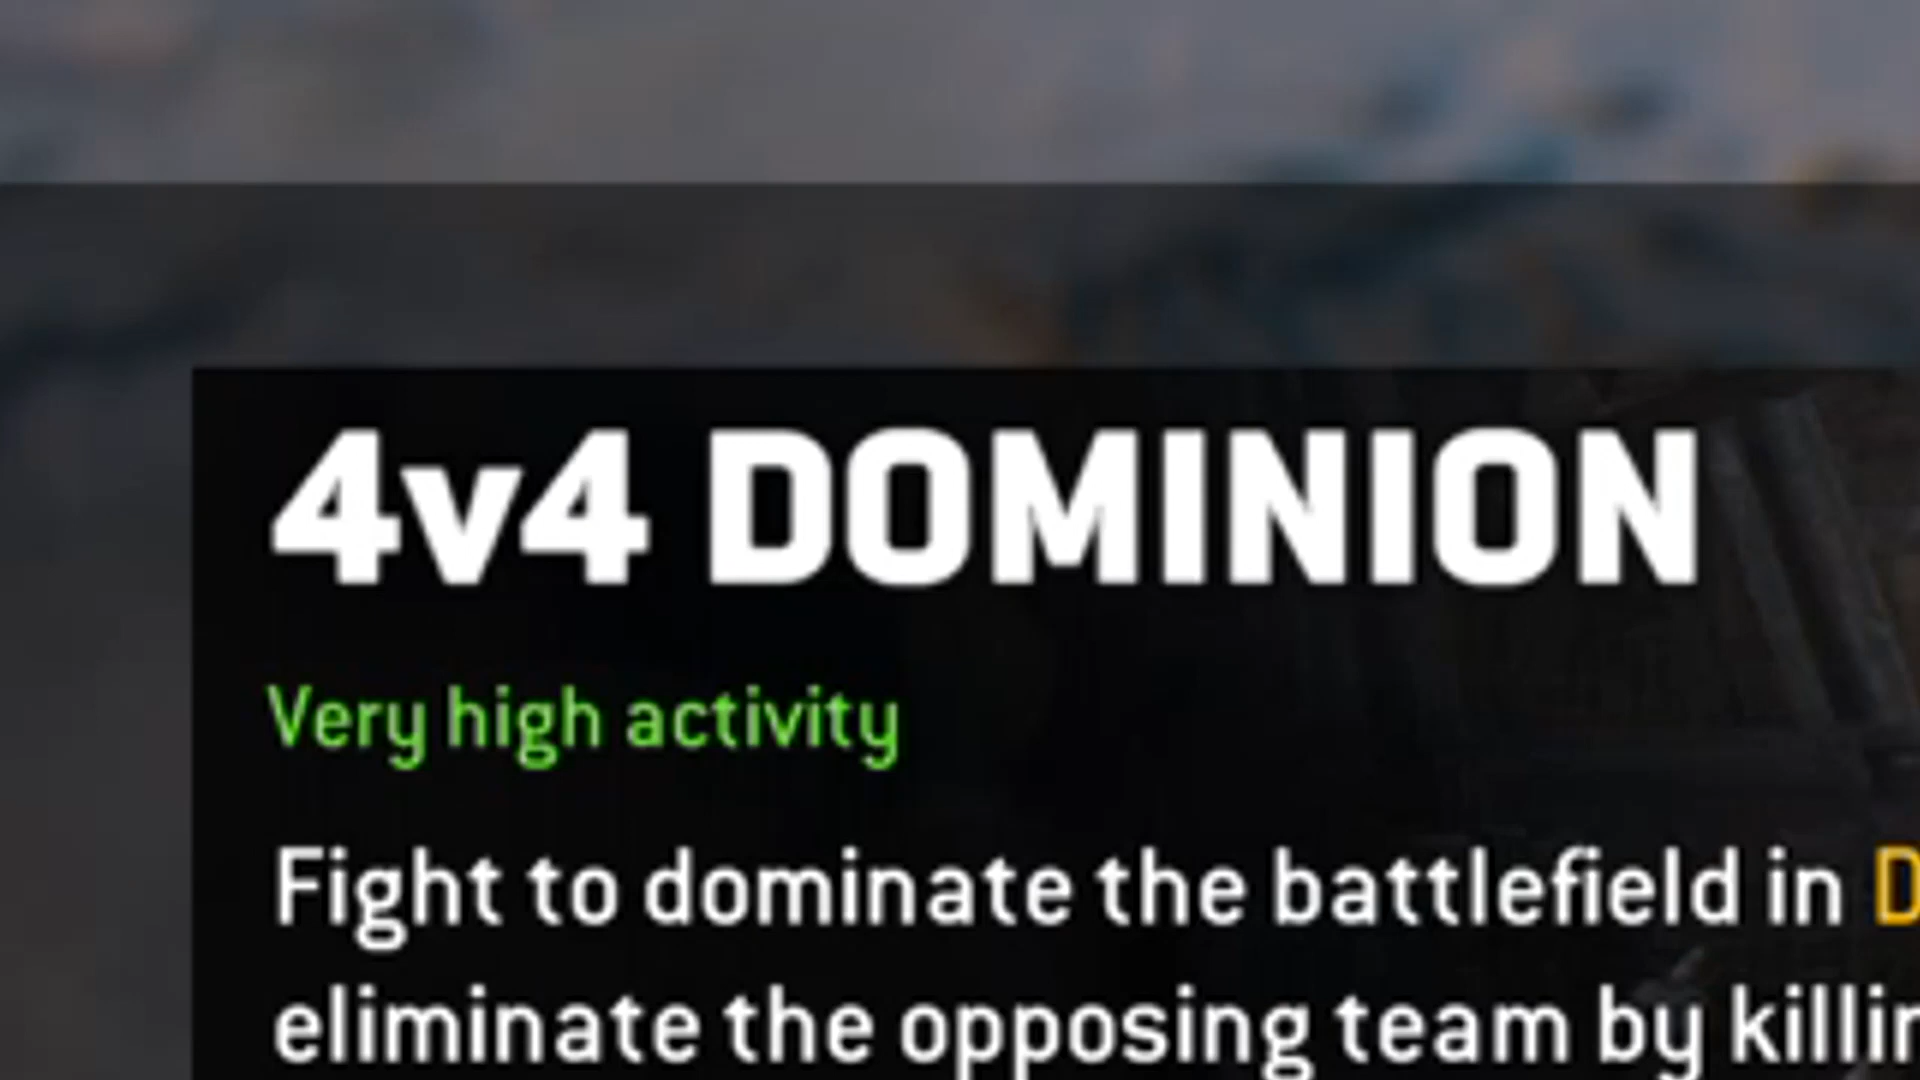 4v4 DOMINION
Very high activity
Fight to dominate the battlefield in
eliminate the opposing team by